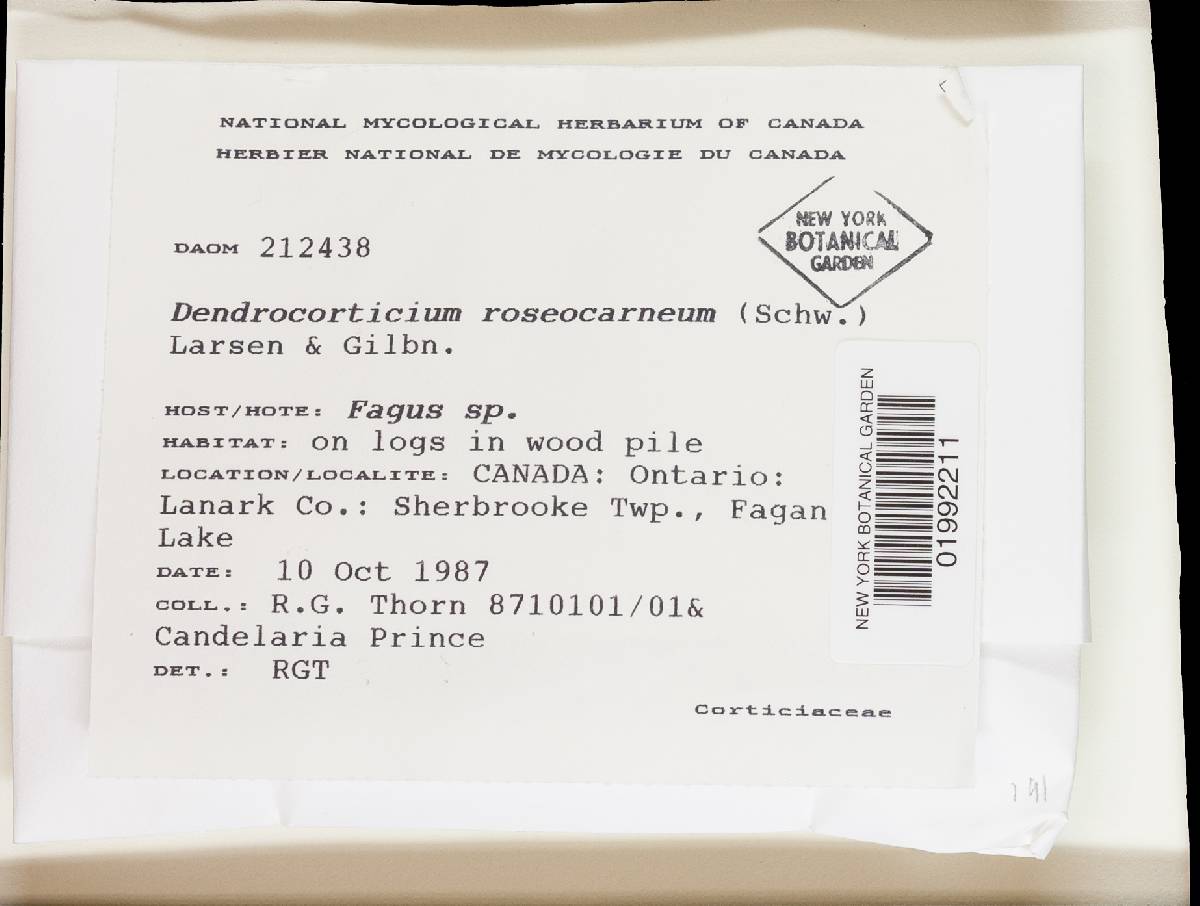 NATIONAL MYCOLOGICAL HERBARIUM OF CANADA
HERBIER NATIONAL DE MYCOLOGIE DU CANADA
NEW YORK
BOTANICAL
GARDEN
DAOM 212438
Dendrocorticium roseocarneum (Schw.)
Larsen & Gilbn.
HOST/HOTE: Fagus sp.
HABITAT: on logs in wood pile
LOCATION/LOCALITE: CANADA: Ontario:
Lanark Co.: Sherbrooke Twp., Fagan
Lake
DATE: 10 Oct 1987
COLL.: R.G. Thorn 8710101/01&
Candelaria Prince
DET.: RGT
Corticiaceae
NEW YORK BOTANICAL GARDEN
01992211